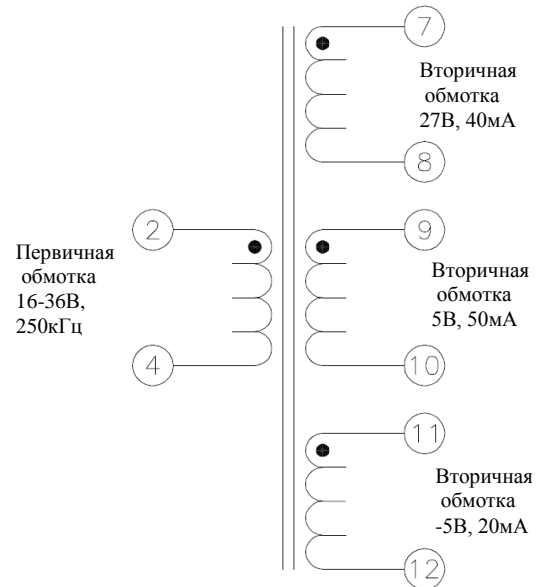 7
Вторичная
обмотка
27В, 40мА
8
2
9
Первичная
обмотка
16-36В,
250кГц
Вторичная
обмотка
5В, 50мА
4
10
11
Вторичная
обмотка
-5В, 20мА
12